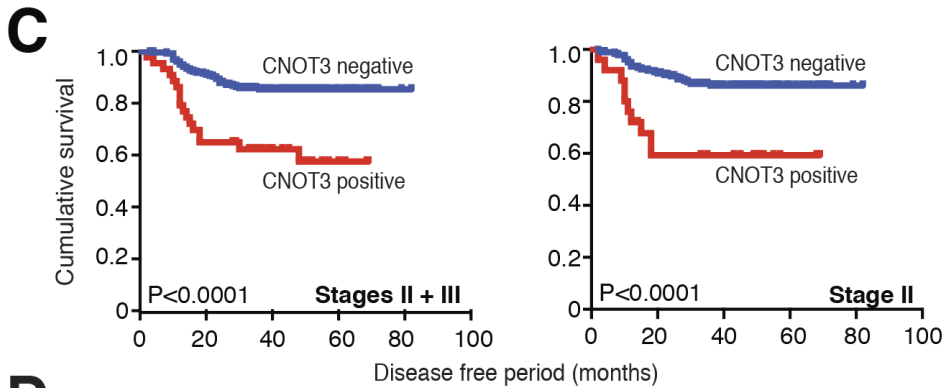 C
Cumulative survival
1.0
0.8
0.6
0.4
0.2
0
CNOT3 negative
CNOT3 positive
P<0.0001
Stages II + III
0 20 40 60 80 100
1.0
0.8
0.6
0.4
0.2
0
CNOT3 negative
CNOT3 positive
P<0.0001
Stage II
0 20 40 60 80 100
Disease free period (months)